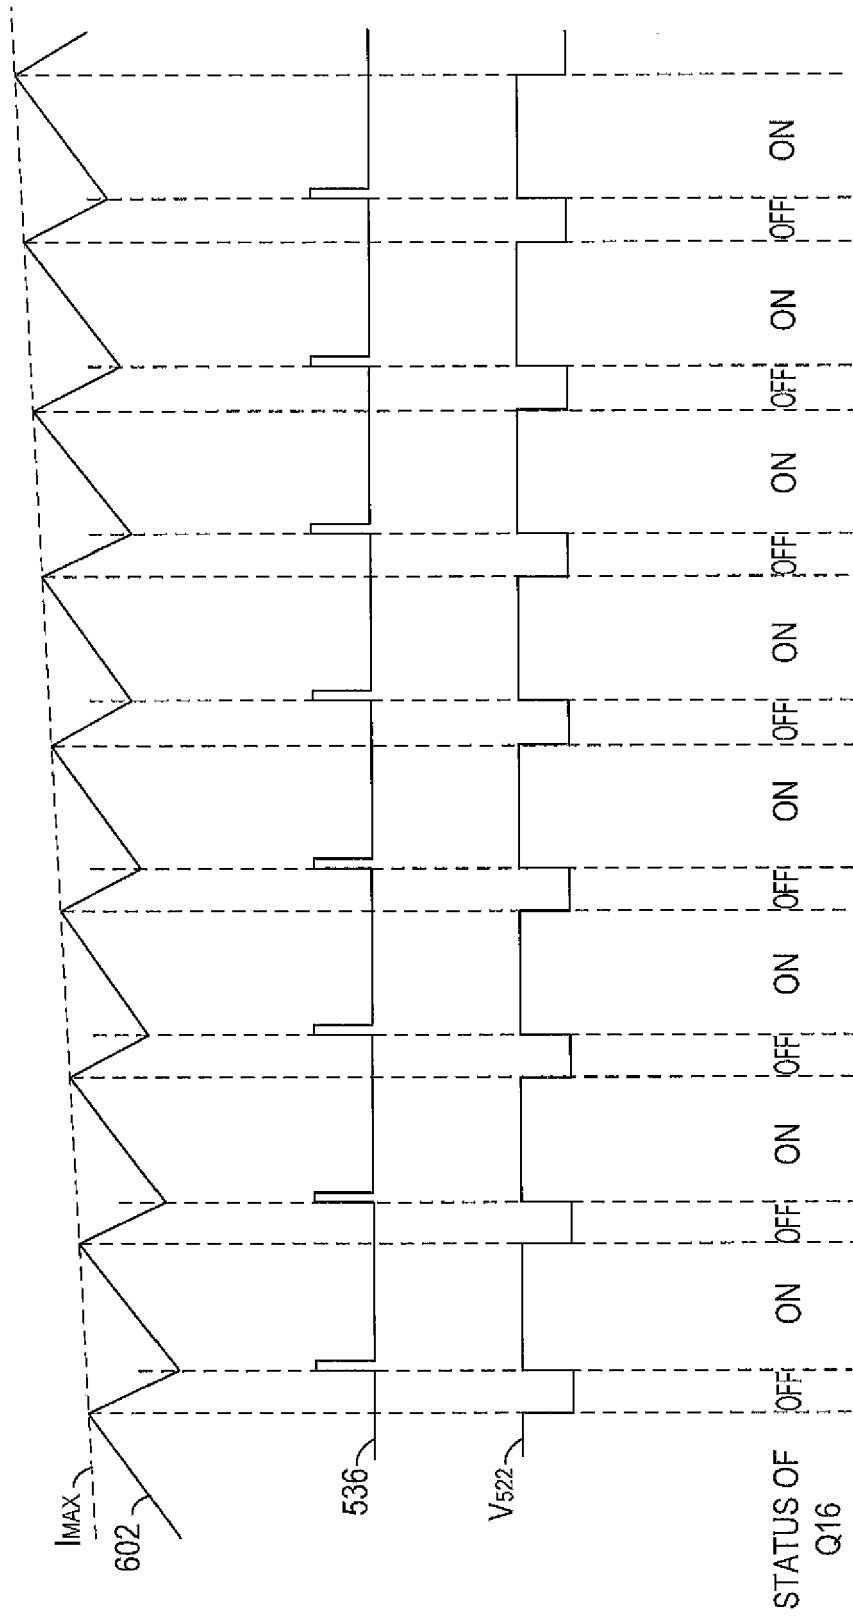 IMAX
602
536
V522
STATUS OF
Q16
OFF ON OFF ON OFF ON OFF ON OFF ON OFF ON OFF ON OFF ON